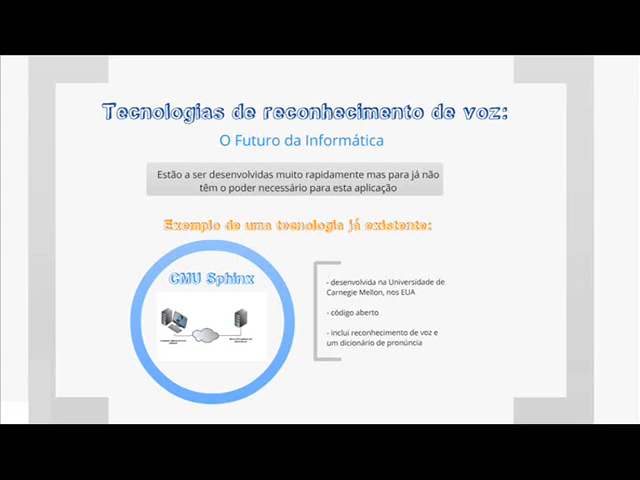 Tecnologias de reconhecimento de voz:
O Futuro da Informática
Estão a ser desenvolvidas muito rapidamente mas para já não
têm o poder necessário para esta aplicação
Exemplo de uma tecnologia já existente:
CMU Sphinx
- desenvolvida na Universidade de
Carnegie Mellon, nos EUA
- código aberto
- inclui reconhecimento de voz e
um dicionário de pronúncia